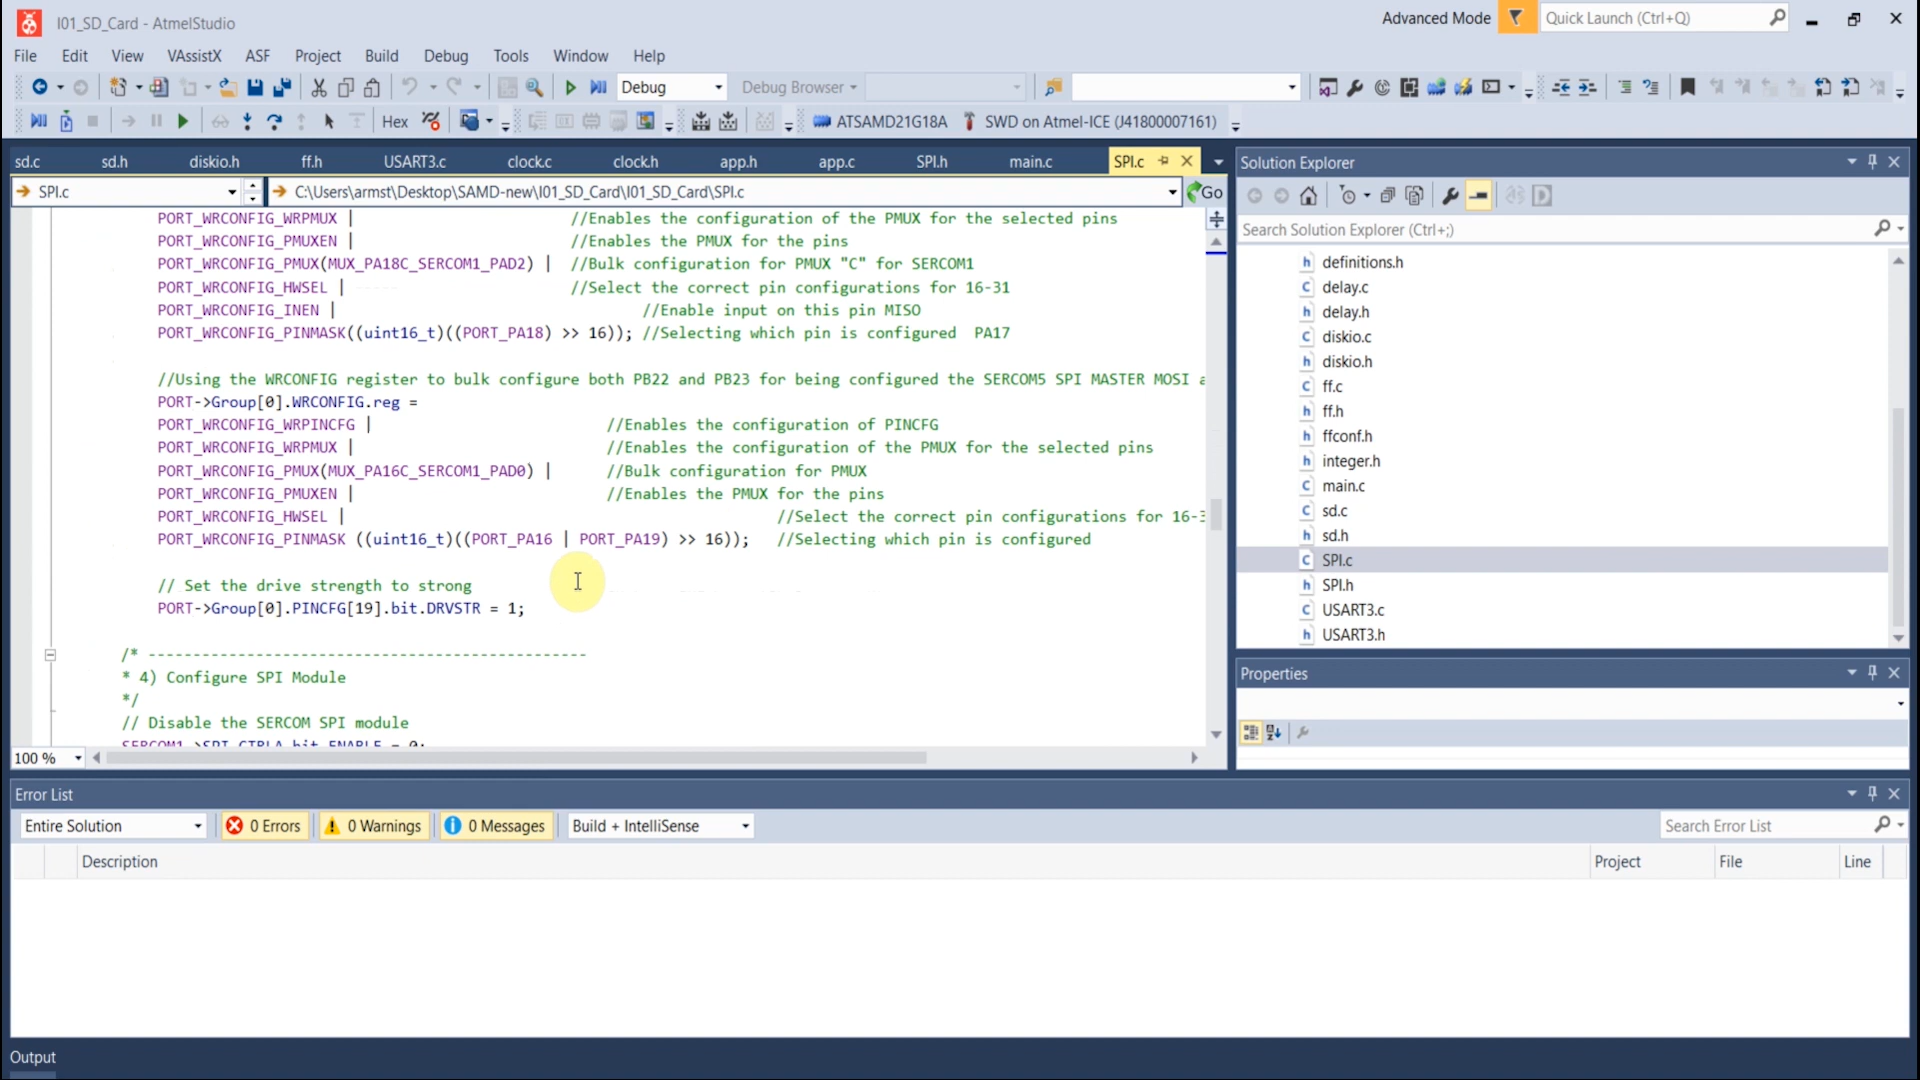 I01_SD_Card - AtmelStudio
Advanced Mode
Quick Launch (Ctrl+Q)
File Edit View VAssistX ASF Project Build Debug Tools Window Help
Debug
Debug Browser
Hex
ATSAMD21G18A
SWD on Atmel-ICE (J41800007161)
sd.c sd.h diskio.h ff.h USART3.c clock.c clock.h app.h app.c SPI.h main.c SPI.c
SPI.c
C:\Users\armst\Desktop\SAMD-new\I01_SD_Card\I01_SD_Card\SPI.c
Go
PORT_WRCONFIG_WRPMUX | //Enables the configuration of the PMUX for the selected pins
PORT_WRCONFIG_PMUXEN | //Enables the PMUX for the pins
PORT_WRCONFIG_PMUX(MUX_PA18C_SERCOM1_PAD2) | //Bulk configuration for PMUX "C" for SERCOM1
PORT_WRCONFIG_HWSEL | //Select the correct pin configurations for 16-31
PORT_WRCONFIG_INEN | //Enable input on this pin MISO
PORT_WRCONFIG_PINMASK((uint16_t)((PORT_PA18) >> 16)); //Selecting which pin is configured  PA17
//Using the WRCONFIG register to bulk configure both PB22 and PB23 for being configured the SERCOM5 SPI MASTER MOSI
PORT->Group[0].WRCONFIG.reg =
PORT_WRCONFIG_WRPINCFG | //Enables the configuration of PINCFG
PORT_WRCONFIG_WRPMUX | //Enables the configuration of the PMUX for the selected pins
PORT_WRCONFIG_PMUX(MUX_PA16C_SERCOM1_PAD0) | //Bulk configuration for PMUX
PORT_WRCONFIG_PMUXEN | //Enables the PMUX for the pins
PORT_WRCONFIG_HWSEL | //Select the correct pin configurations for 16-3
PORT_WRCONFIG_PINMASK ((uint16_t)((PORT_PA16 | PORT_PA19) >> 16)); //Selecting which pin is configured
// Set the drive strength to strong
PORT->Group[0].PINCFG[19].bit.DRVSTR = 1;
/* ------------------------------------------------
* 4) Configure SPI Module
*/
// Disable the SERCOM SPI module
SERCOM1->SPI.CTRLA.bit.ENABLE = 0;
100 %
Solution Explorer
Search Solution Explorer (Ctrl+;)
definitions.h
delay.c
delay.h
diskio.c
diskio.h
ff.c
ff.h
ffconf.h
integer.h
main.c
sd.c
sd.h
SPI.c
SPI.h
USART3.c
USART3.h
Properties
Error List
Entire Solution
0 Errors
0 Warnings
0 Messages
Build + IntelliSense
Search Error List
Description Project File Line
Output